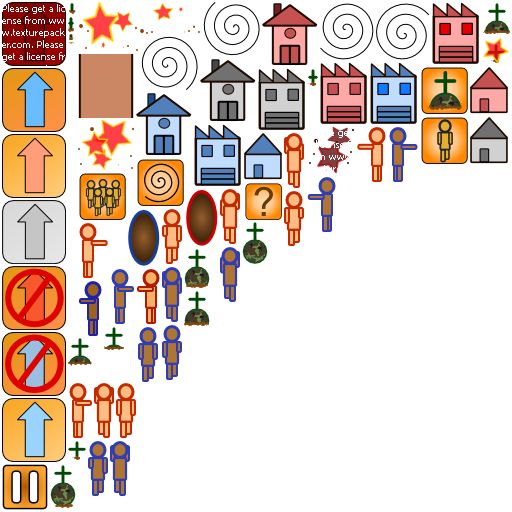 Please get a lic
ense from ww
w.texturepack
er.com. Please
get a license fr
?